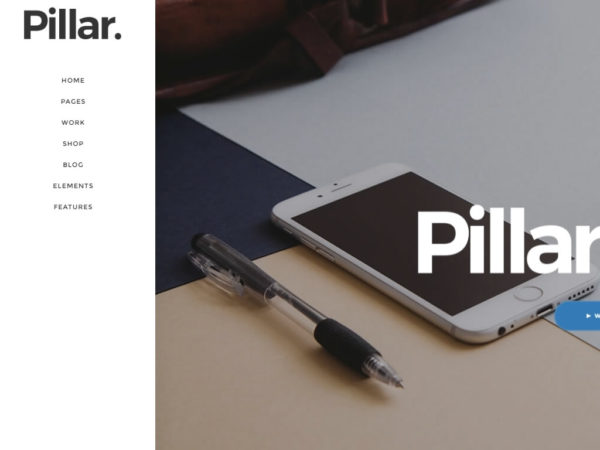 Pillar.
HOME
PAGES
WORK
SHOP
BLOG
ELEMENTS
FEATURES
Pillar